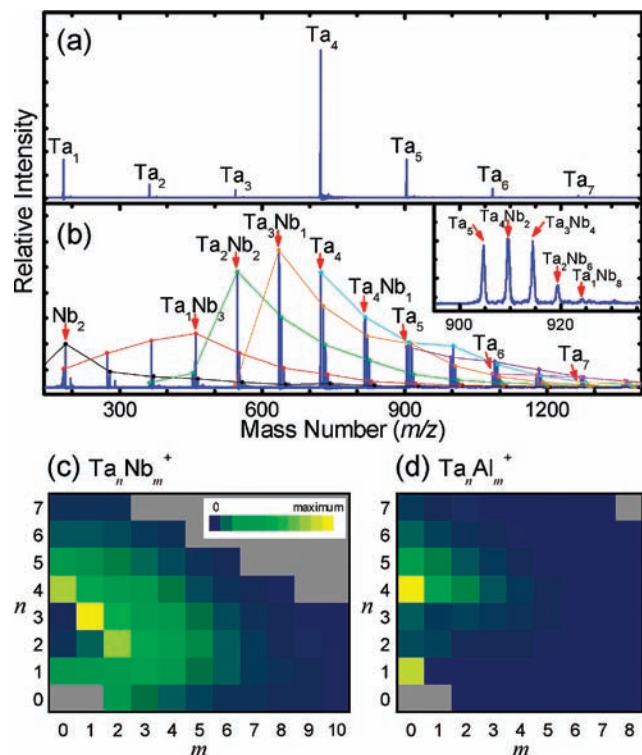 (a)
Ta4
Ta1
Ta2
Ta3
Ta5
Ta6
Ta7
Relative Intensity
(b)
Nb2
Ta1Nb3
Ta2Nb2
Ta3Nb1
Ta4
Ta4Nb1
Ta5
Ta6
Ta7
Ta5
Ta4Nb2
Ta3Nb4
Ta2Nb6
Ta1Nb8
900 920
300 600 900 1200
Mass Number (m/z)
(c) TanNbm+
0 maximum
7
6
5
4
3
2
1
0
n
0 1 2 3 4 5 6 7 8 9 10
m
(d) TanAlm+
7
6
5
4
3
2
1
0
n
0 1 2 3 4 5 6 7 8
m